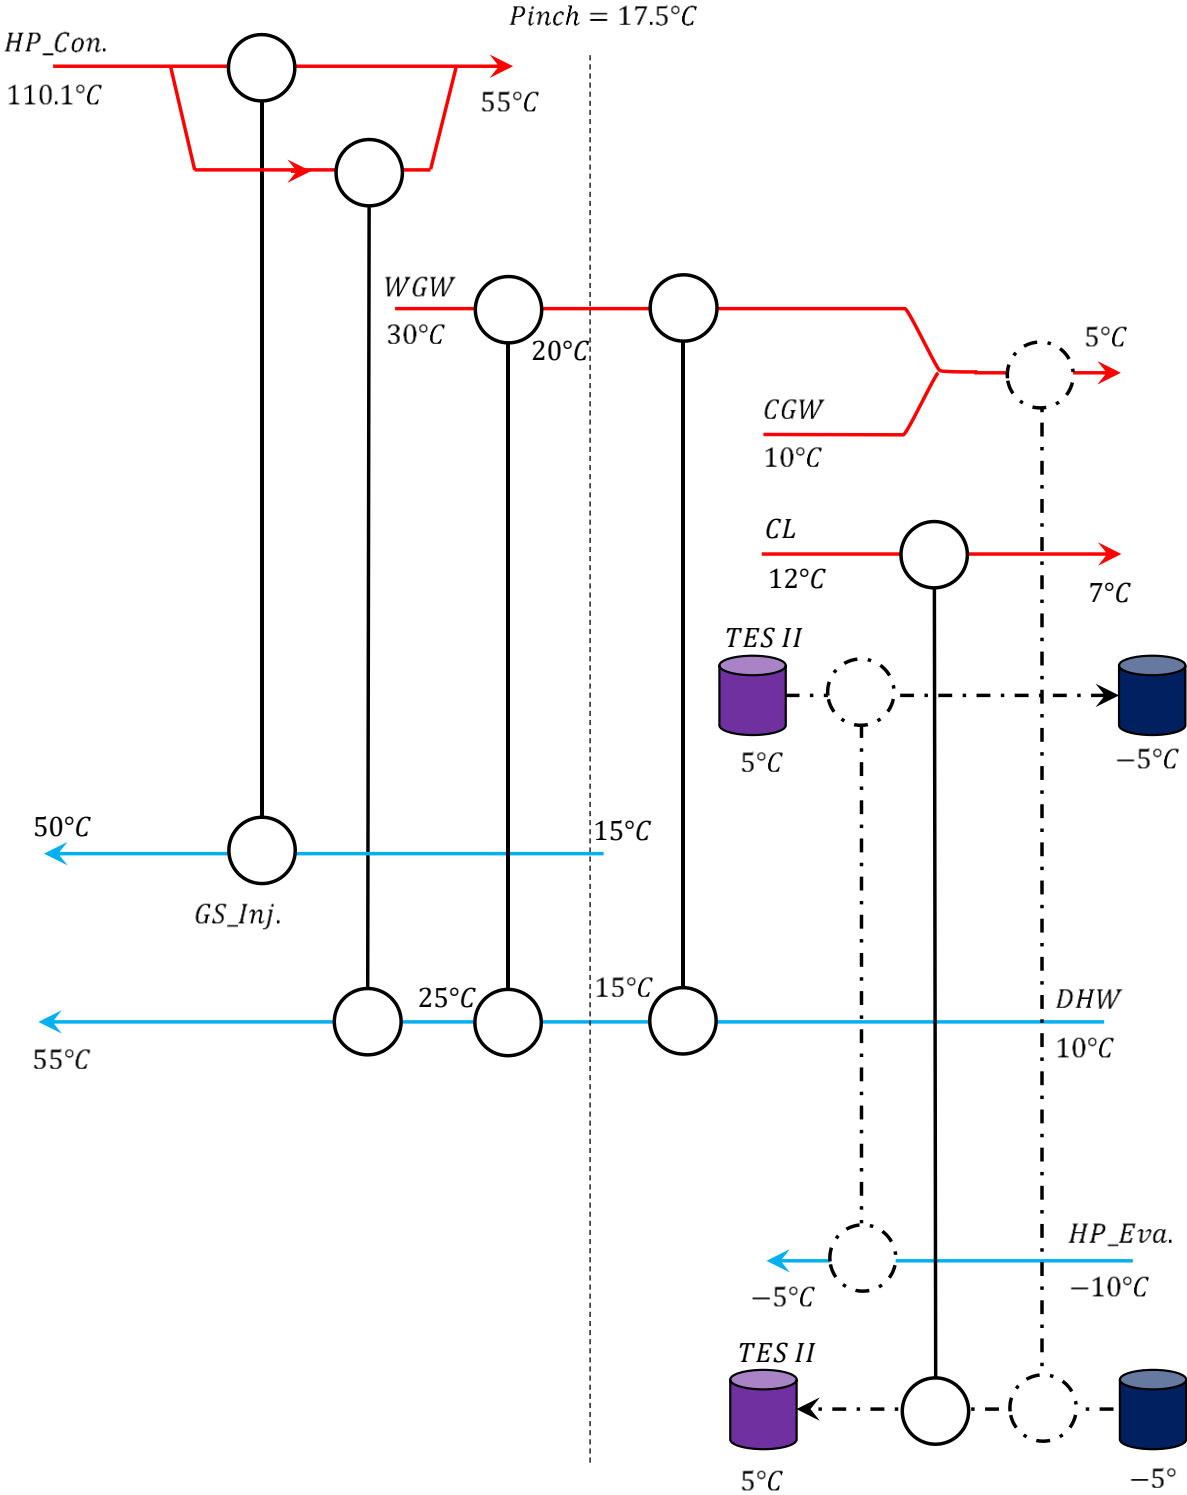 Pinch = 17.5°C
HP_Con.
110.1°C
55°C
WGW
30°C
20°C
5°C
CGW
10°C
CL
12°C
7°C
TES II
5°C
−5°C
50°C
15°C
GS_Inj.
25°C
15°C
DHW
55°C
10°C
HP_Eva.
−5°C
−10°C
TES II
5°C
−5°